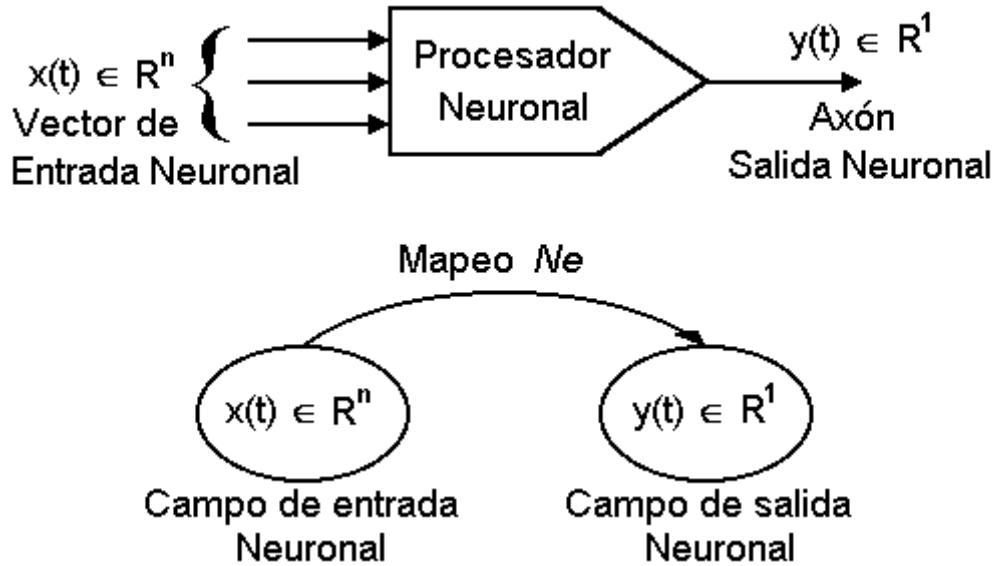 x(t) ∈ Rⁿ
Vector de
Entrada Neuronal
Procesador
Neuronal
y(t) ∈ R¹
Axón
Salida Neuronal
Mapeo Ne
x(t) ∈ Rⁿ
y(t) ∈ R¹
Campo de entrada
Neuronal
Campo de salida
Neuronal